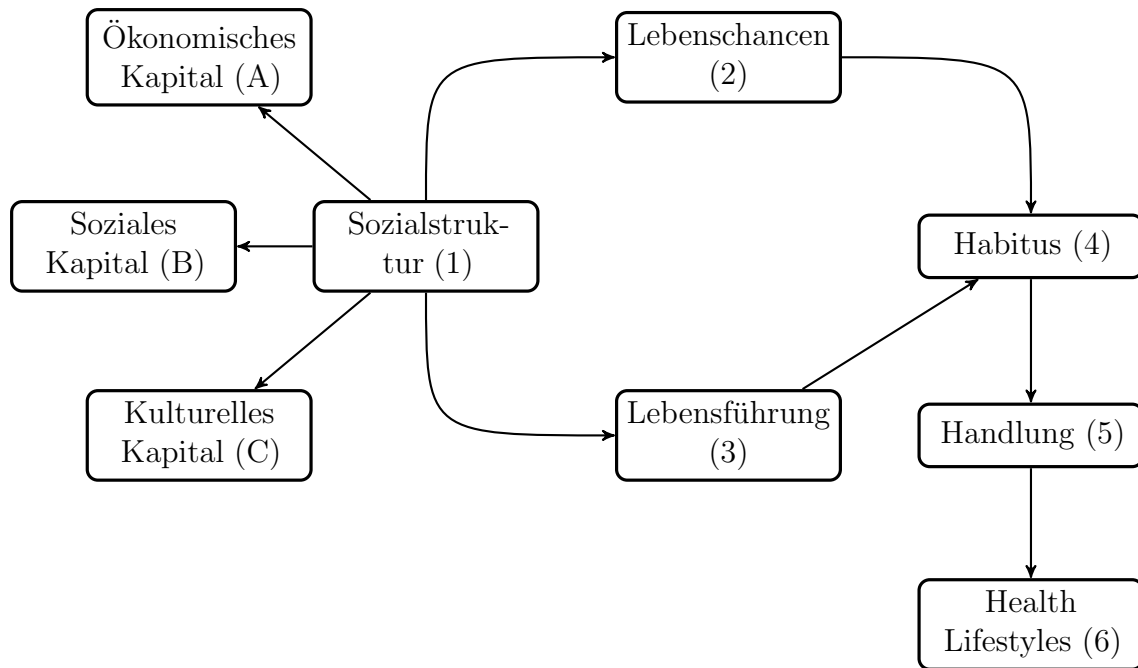 Ökonomisches
Kapital (A)
Lebenschancen
(2)
Soziales
Kapital (B)
Sozialstruk-
tur (1)
Habitus (4)
Kulturelles
Kapital (C)
Lebensführung
(3)
Handlung (5)
Health
Lifestyles (6)